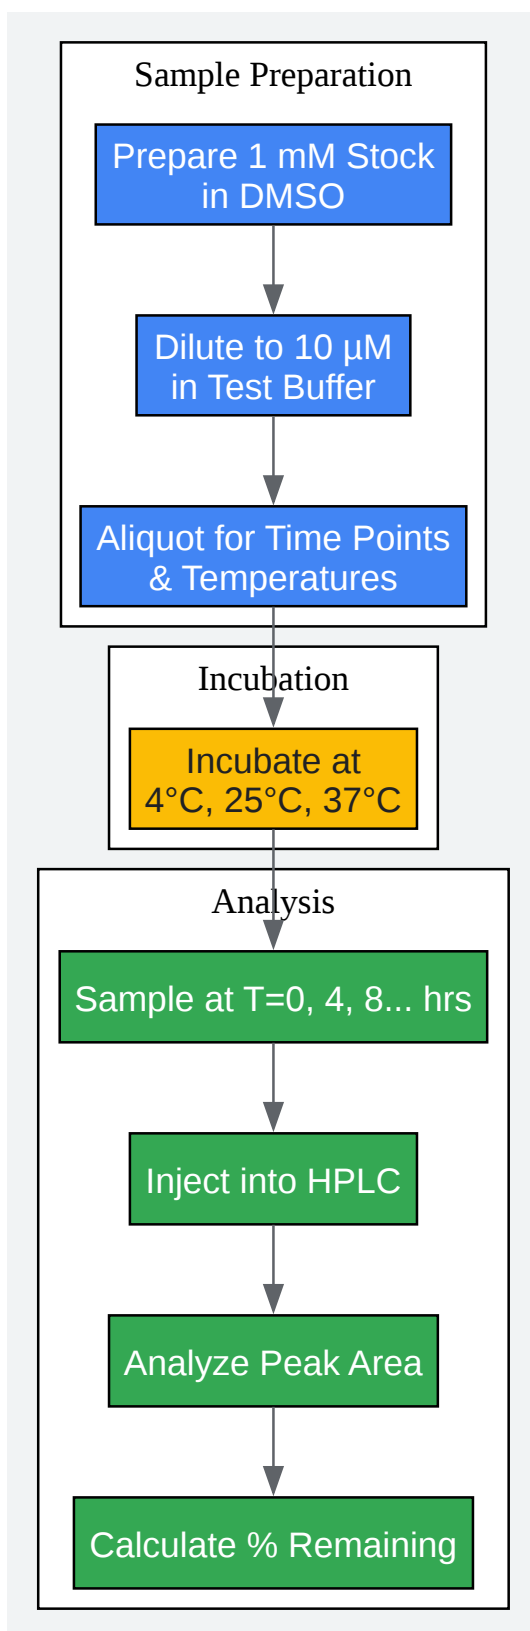 Sample Preparation
Prepare 1 mM Stock
in DMSO
Dilute to 10 µM
in Test Buffer
Aliquot for Time Points
& Temperatures
Incubation
Incubate at
4°C, 25°C, 37°C
Analysis
Sample at T=0, 4, 8... hrs
Inject into HPLC
Analyze Peak Area
Calculate % Remaining